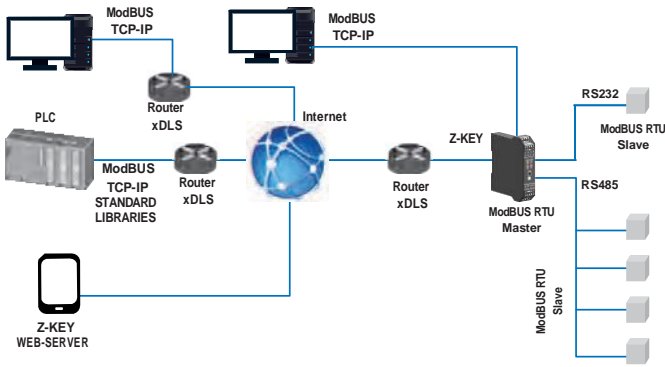 ModBUS
TCP-IP
ModBUS
TCP-IP
Router
xDLS
Internet
RS232
PLC
Z-KEY
ModBUS RTU
Slave
ModBUS
TCP-IP
STANDARD
LIBRARIES
Router
xDLS
Router
xDLS
RS485
ModBUS RTU
Master
ModBUS RTU
Slave
Z-KEY
WEB-SERVER